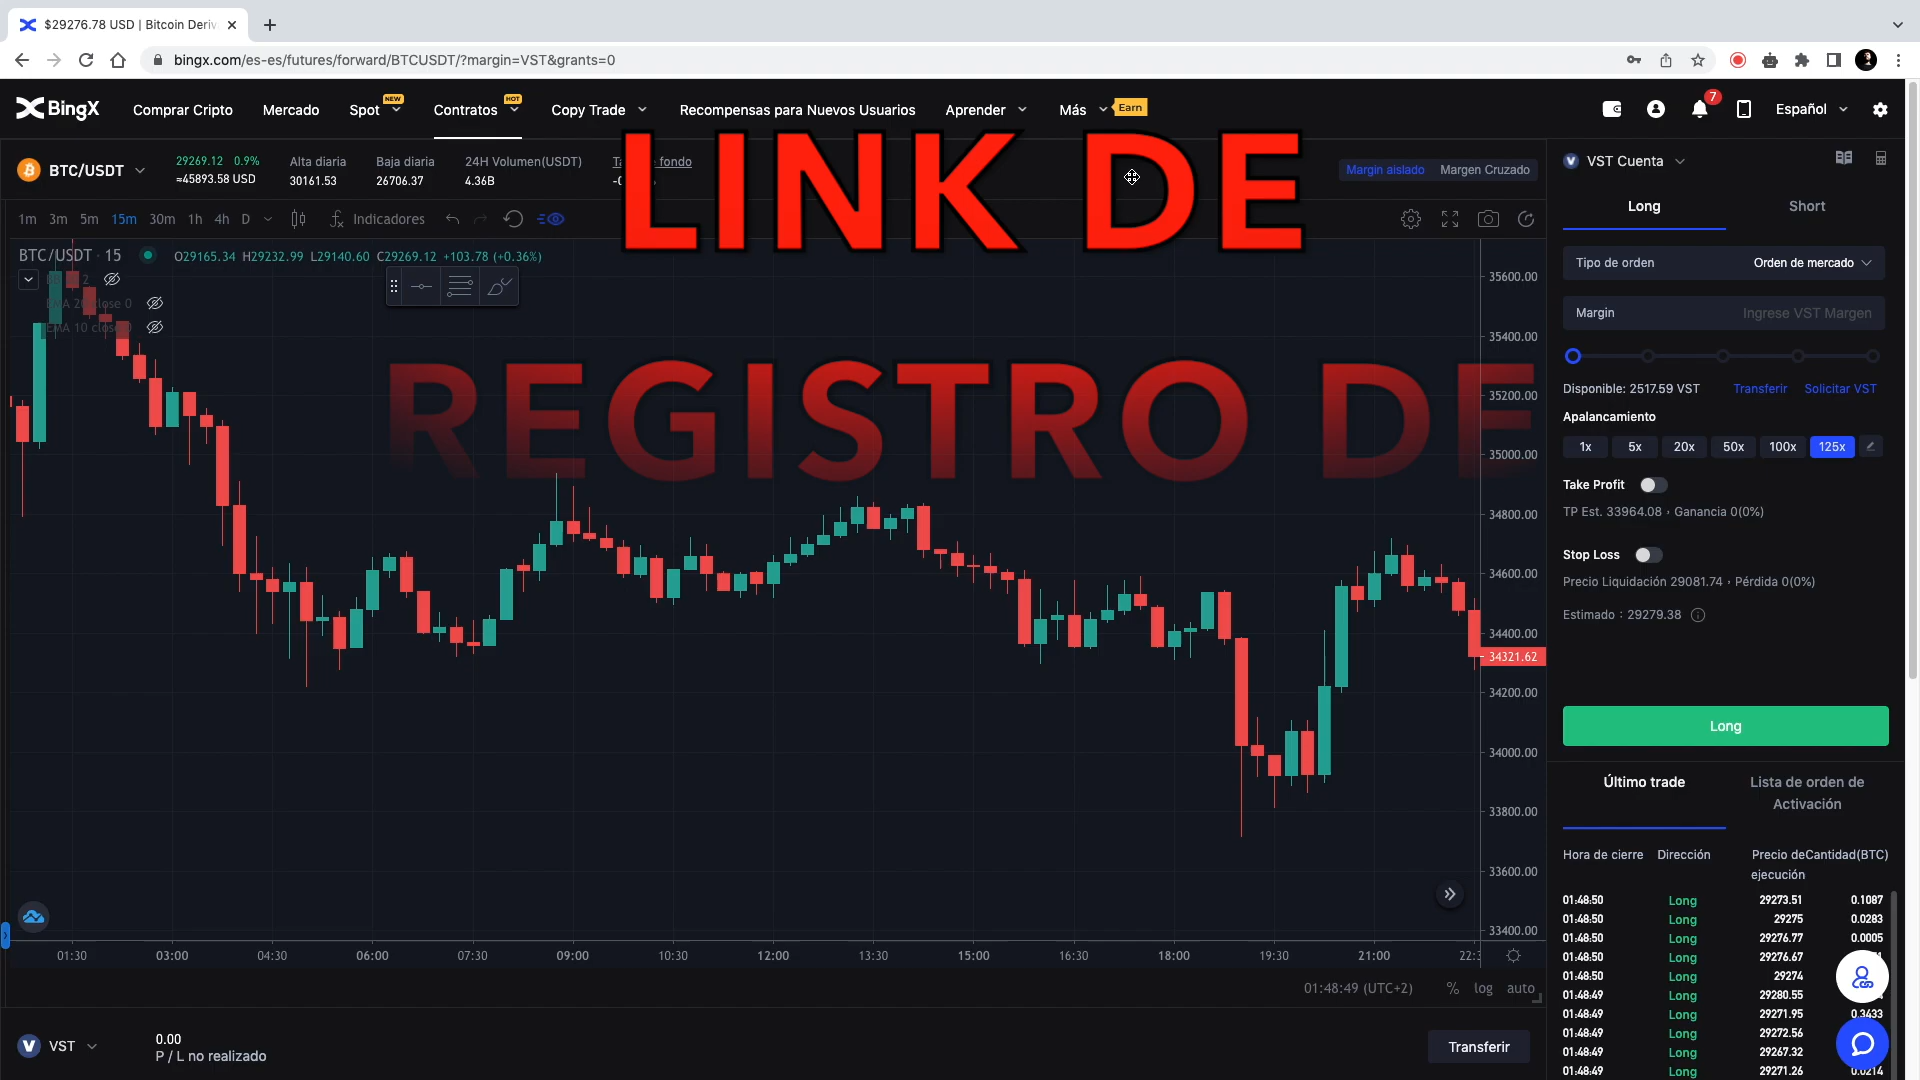 $29276.78 USD | Bitcoin Deriv
bingx.com/es-es/futures/forward/BTCUSDT/?margin=VST&grants=0
BingX
Comprar Cripto
Mercado
Spot
NEW
Contratos
HOT
Copy Trade
Recompensas para Nuevos Usuarios
Aprender
Más
Earn
7
Español
LINK DE
REGISTRO DE
BTC/USDT
29269.12 0.9%
≈45893.58 USD
Alta diaria
30161.53
Baja diaria
26706.37
24H Volumen(USDT)
4.36B
fondo
Margin aislado
Margen Cruzado
1m 3m 5m 15m 30m 1h 4h D
Indicadores
BTC/USDT · 15
O29165.34 H29232.99 L29140.60 C29269.12 +103.78 (+0.36%)
EMA 10 close 0
35600.00
35400.00
35200.00
35000.00
34800.00
34600.00
34400.00
34321.62
34200.00
34000.00
33800.00
33600.00
33400.00
01:30 03:00 04:30 06:00 07:30 09:00 10:30 12:00 13:30 15:00 16:30 18:00 19:30 21:00 22:3
01:48:49 (UTC+2)
% log auto
V VST
0.00
P / L no realizado
Transferir
V VST Cuenta
Long
Short
Tipo de orden
Orden de mercado
Margin
Ingrese VST Margen
Disponible: 2517.59 VST
Transferir
Solicitar VST
Apalancamiento
1x 5x 20x 50x 100x 125x
Take Profit
TP Est. 33964.08 · Ganancia 0(0%)
Stop Loss
Precio Liquidación 29081.74 · Pérdida 0(0%)
Estimado : 29279.38
Long
Último trade
Lista de orden de
Activación
Hora de cierre Dirección Precio de Cantidad(BTC)
ejecución
01:48:50 Long 29273.51 0.1087
01:48:50 Long 29275 0.0283
01:48:50 Long 29276.77 0.0005
01:48:50 Long 29276.67
01:48:50 Long 29274
01:48:49 Long 29280.55
01:48:49 Long 29271.95 0.3433
01:48:49 Long 29272.56
01:48:49 Long 29267.32
01:48:49 Long 29271.26 0.0214